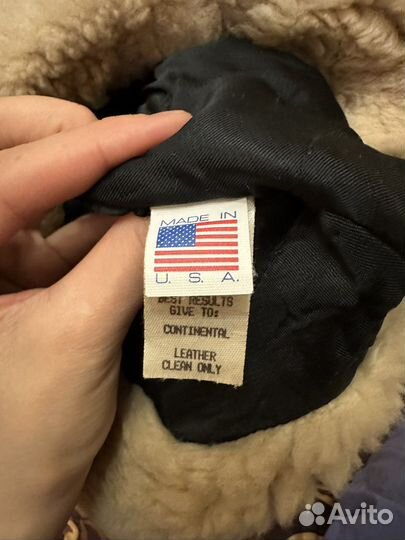 MADE IN
U. S. A.
BEST RESULTS
GIVE TO:
CONTINENTAL
LEATHER
CLEAN ONLY
Avito